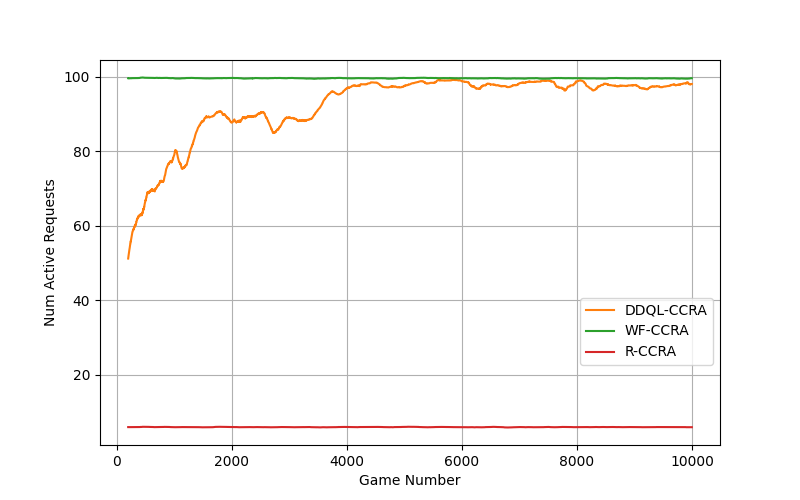 100
80
60
40
20
Num Active Requests
DDQL-CCRA
WF-CCRA
R-CCRA
0 2000 4000 6000 8000 10000
Game Number